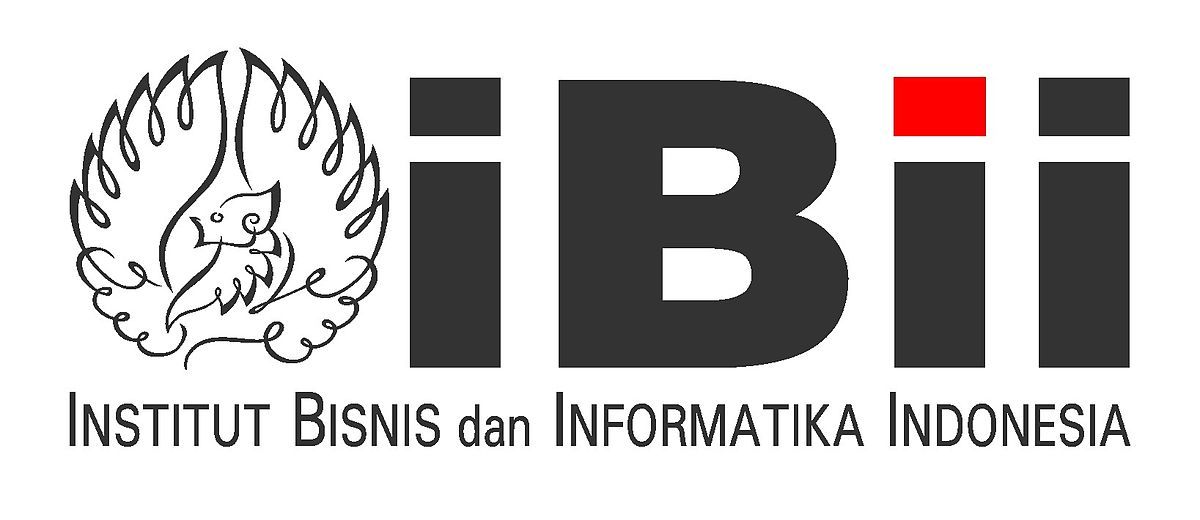 iBii
INSTITUT BISNIS dan INFORMATIKA INDONESIA